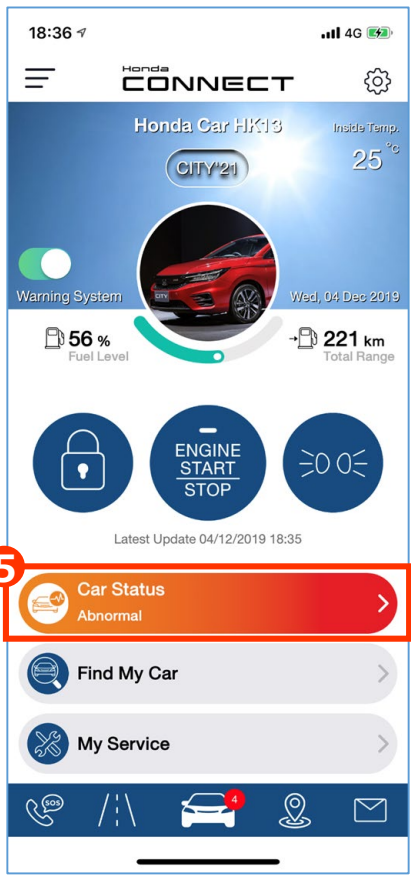 18:36
4G
Honda
CONNECT
Honda Car HK13
Inside Temp.
CITY'21
25 °c
CITY
Warning System
Wed, 04 Dec 2019
56 %
Fuel Level
221 km
Total Range
ENGINE
START
STOP
Latest Update 04/12/2019 18:35
5
Car Status
Abnormal
Find My Car
My Service
SOS
4